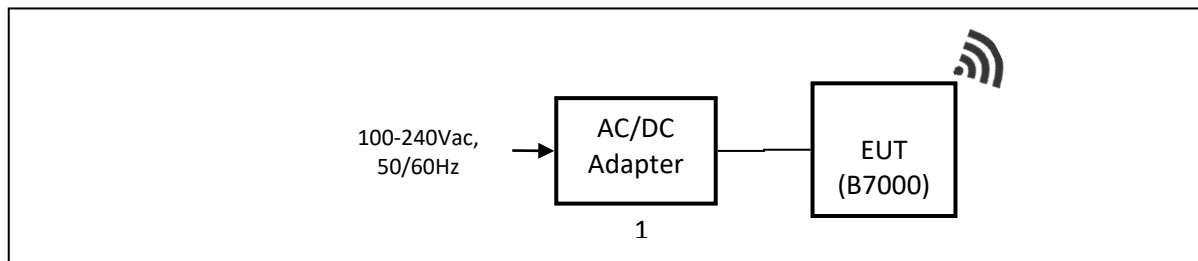 100-240Vac,
50/60Hz
AC/DC
Adapter
1
EUT
(B7000)